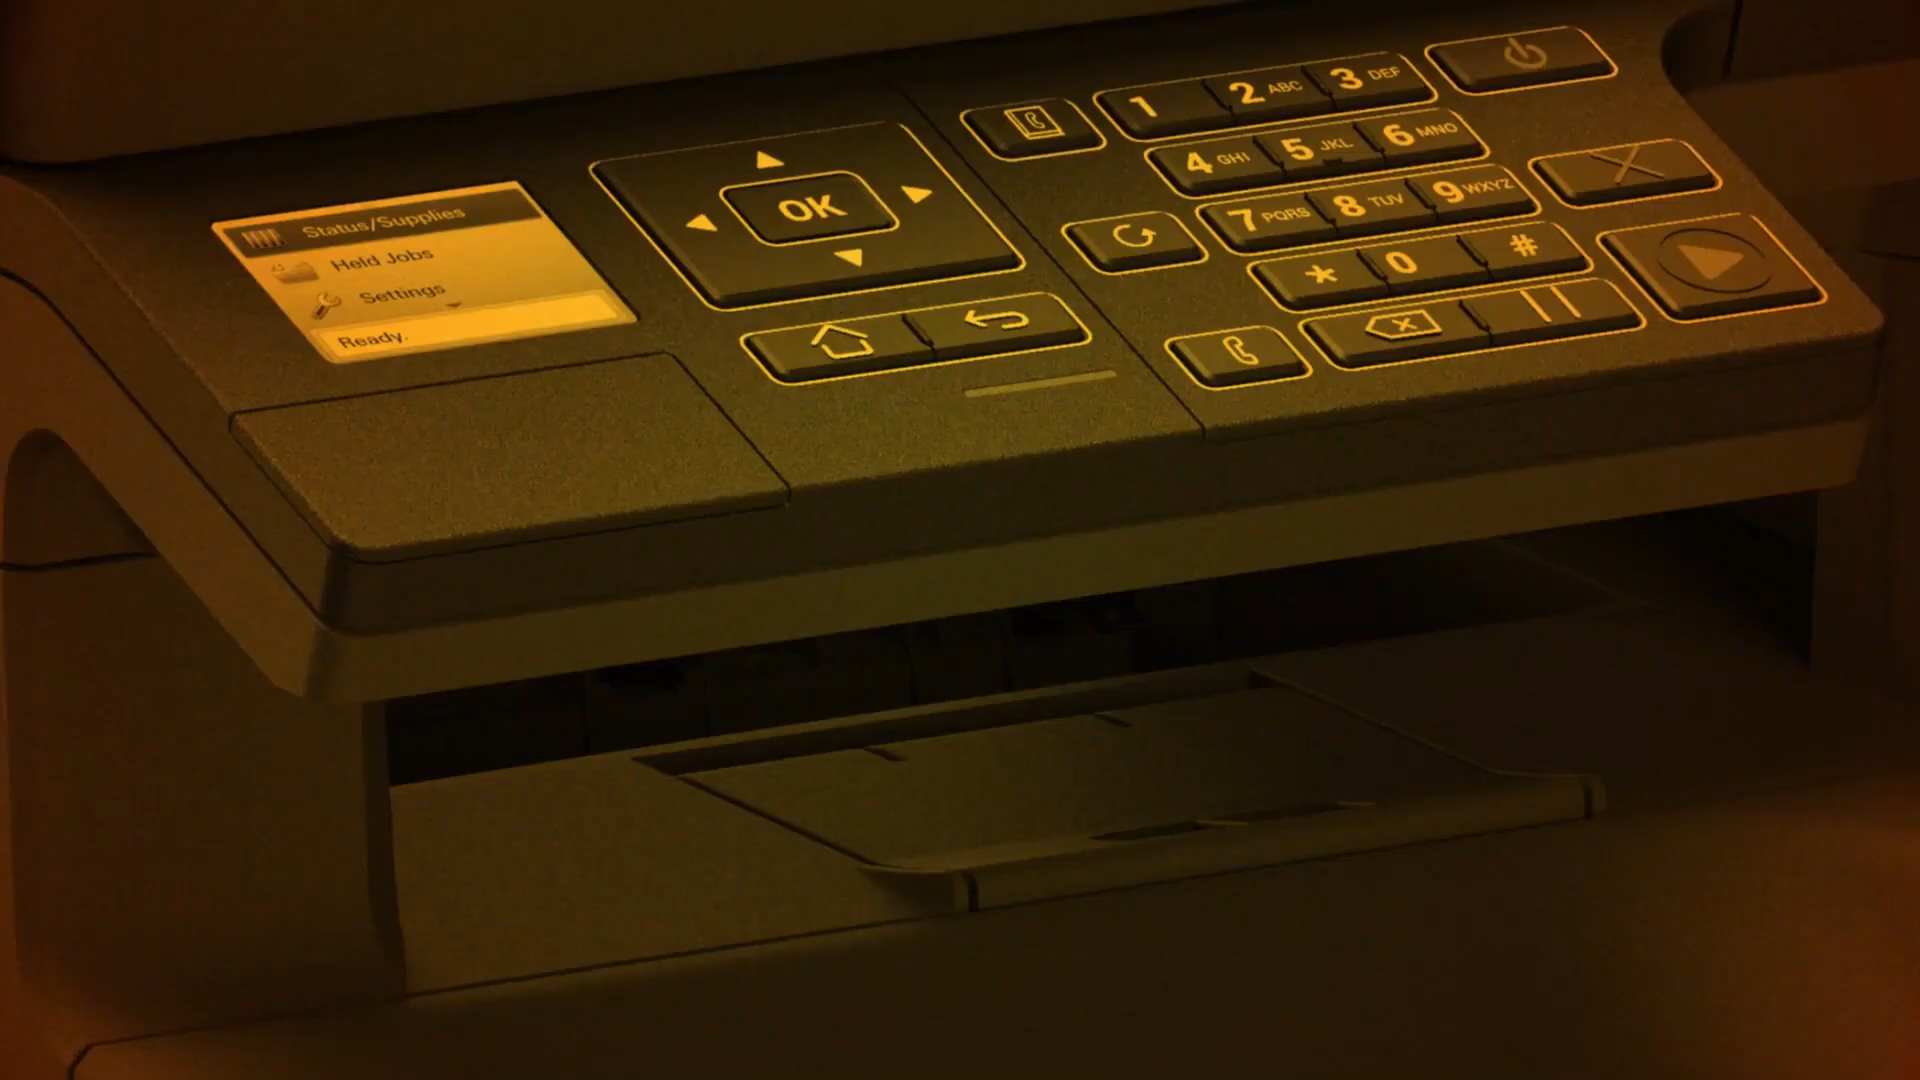 Status/Supplies
Held Jobs
Settings
Ready.
OK
1
2 ABC
3 DEF
4 GHI
5 JKL
6 MNO
7 PQRS
8 TUV
9 WXYZ
*
0
#